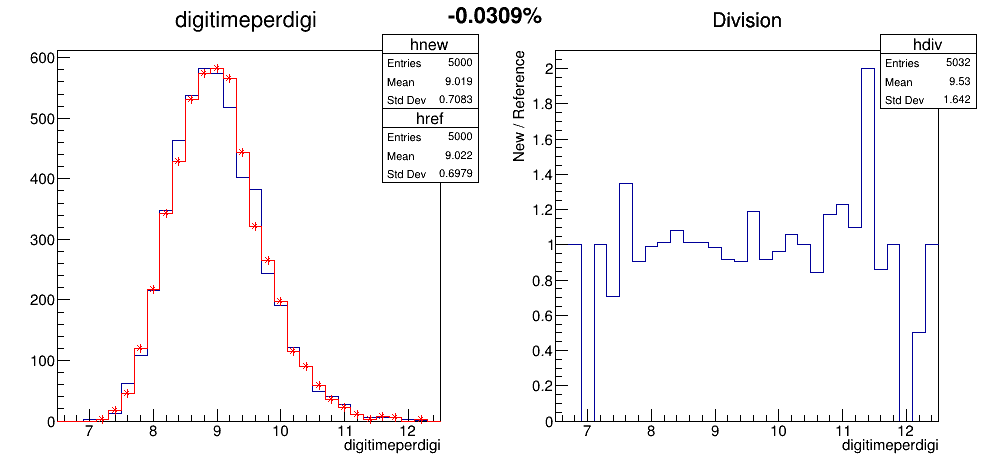 digitimeperdigi
-0.0309%
Division
hnew
Entries 5000
Mean 9.019
Std Dev 0.7083
href
Entries 5000
Mean 9.022
Std Dev 0.6979
600
500
400
300
200
100
0
7 8 9 10 11 12
digitimeperdigi
hdiv
Entries 5032
Mean 9.53
Std Dev 1.642
New / Reference
2
1.8
1.6
1.4
1.2
1
0.8
0.6
0.4
0.2
0
7 8 9 10 11 12
digitimeperdigi